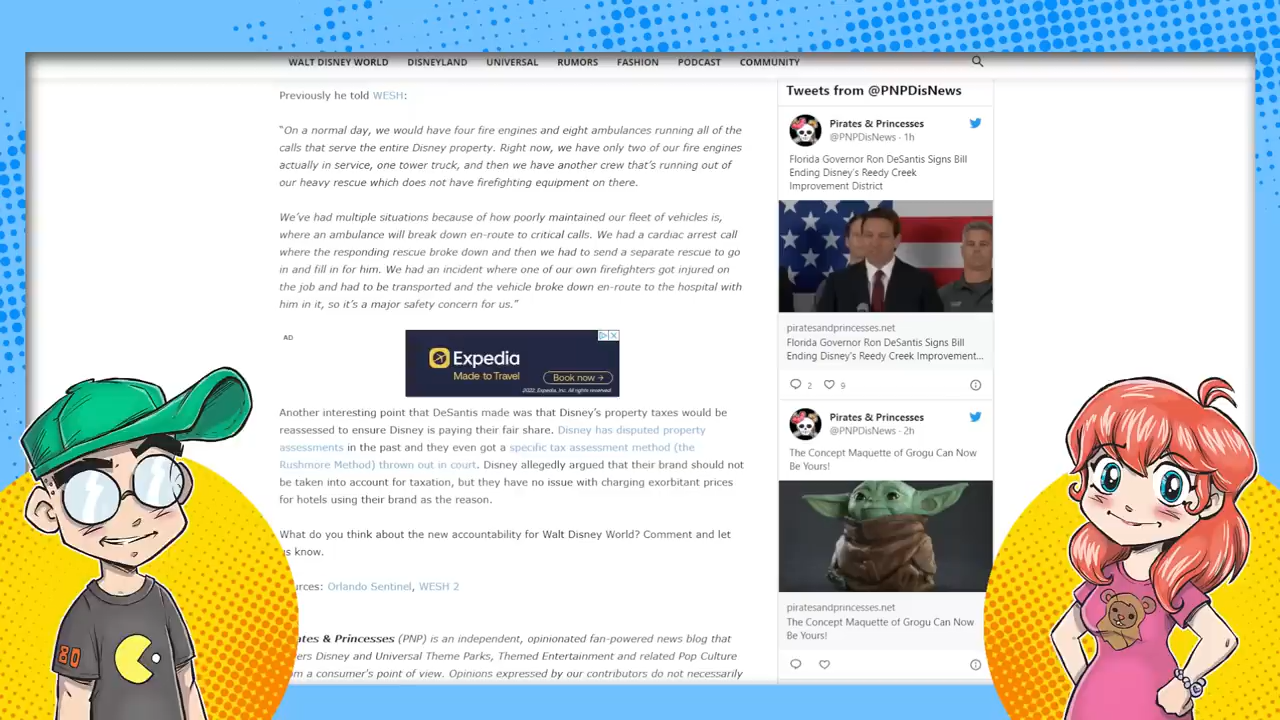 WALT DISNEY WORLD DISNEYLAND UNIVERSAL RUMORS FASHION PODCAST COMMUNITY
Previously he told WESH:
"On a normal day, we would have four fire engines and eight ambulances running all of the
calls that serve the entire Disney property. Right now, we have only two of our fire engines
actually in service, one tower truck, and then we have another crew that's running out of
our heavy rescue which does not have firefighting equipment on there.
We've had multiple situations because of how poorly maintained our fleet of vehicles is,
where an ambulance will break down en-route to critical calls. We had a cardiac arrest call
where the responding rescue broke down and then we had to send a separate rescue to go
in and fill in for him. We had an incident where one of our own firefighters got injured on
the job and had to be transported and the vehicle broke down en-route to the hospital with
him in it, so it's a major safety concern for us."
AD
Expedia
Made to Travel
Book now →
2022 Expedia, Inc. All rights reserved.
Another interesting point that DeSantis made was that Disney's property taxes would be
reassessed to ensure Disney is paying their fair share. Disney has disputed property
assessments in the past and they even got a specific tax assessment method (the
Rushmore Method) thrown out in court. Disney allegedly argued that their brand should not
be taken into account for taxation, but they have no issue with charging exorbitant prices
for hotels using their brand as the reason.
What do you think about the new accountability for Walt Disney World? Comment and let
us know.
urces: Orlando Sentinel, WESH 2
ates & Princesses (PNP) is an independent, opinionated fan-powered news blog that
ers Disney and Universal Theme Parks, Themed Entertainment and related Pop Culture
m a consumer's point of view. Opinions expressed by our contributors do not necessarily
Tweets from @PNPDisNews
Pirates & Princesses
@PNPDisNews · 1h
Florida Governor Ron DeSantis Signs Bill
Ending Disney's Reedy Creek
Improvement District
piratesandprincesses.net
Florida Governor Ron DeSantis Signs Bill
Ending Disney's Reedy Creek Improvement...
2 9
Pirates & Princesses
@PNPDisNews · 2h
The Concept Maquette of Grogu Can Now
Be Yours!
piratesandprincesses.net
The Concept Maquette of Grogu Can Now
Be Yours!
80